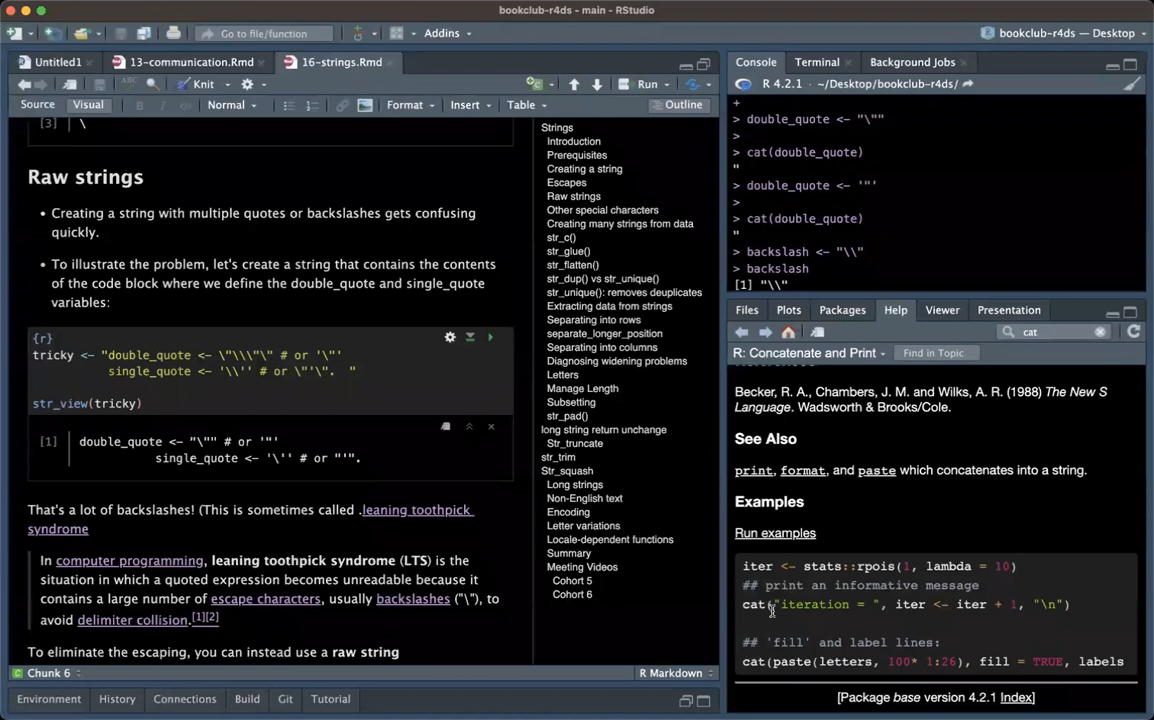 bookclub-r4ds - main - RStudio
Go to file/function
Addins
bookclub-r4ds — Desktop
Untitled1
13-communication.Rmd
16-strings.Rmd
Knit
Run
Source
Visual
B
I
Normal
Format
Insert
Table
Outline
[3] | \
Raw strings
• Creating a string with multiple quotes or backslashes gets confusing
quickly.
• To illustrate the problem, let's create a string that contains the contents
of the code block where we define the double_quote and single_quote
variables:
{r}
tricky <- "double_quote <- \"\\\"\" # or '\"'
single_quote <- '\\'' # or \"'\".  "
str_view(tricky)
[1] | double_quote <- "\"" # or '"'
| single_quote <- '\'' # or "'".
That's a lot of backslashes! (This is sometimes called .leaning toothpick
syndrome
In computer programming, leaning toothpick syndrome (LTS) is the
situation in which a quoted expression becomes unreadable because it
contains a large number of escape characters, usually backslashes ("\"), to
avoid delimiter collision.[1][2]
To eliminate the escaping, you can instead use a raw string
Chunk 6
R Markdown
Strings
Introduction
Prerequisites
Creating a string
Escapes
Raw strings
Other special characters
Creating many strings from data
str_c()
str_glue()
str_flatten()
str_dup() vs str_unique()
str_unique(): removes deuplicates
Extracting data from strings
Separating into rows
separate_longer_position
Separating into columns
Diagnosing widening problems
Letters
Manage Length
Subsetting
str_pad()
long string return unchange
Str_truncate
str_trim
Str_squash
Long strings
Non-English text
Encoding
Letter variations
Locale-dependent functions
Summary
Meeting Videos
Cohort 5
Cohort 6
Environment
History
Connections
Build
Git
Tutorial
Console
Terminal
Background Jobs
R 4.2.1 · ~/Desktop/bookclub-r4ds/
+
> double_quote <- "\""
>
> cat(double_quote)
"
> double_quote <- '"'
>
> cat(double_quote)
"
> backslash <- "\\"
> backslash
[1] "\\"
Files
Plots
Packages
Help
Viewer
Presentation
cat
R: Concatenate and Print
Find in Topic
Becker, R. A., Chambers, J. M. and Wilks, A. R. (1988) The New S
Language. Wadsworth & Brooks/Cole.
See Also
print, format, and paste which concatenates into a string.
Examples
Run examples
iter <- stats::rpois(1, lambda = 10)
## print an informative message
cat("iteration = ", iter <- iter + 1, "\n")
## 'fill' and label lines:
cat(paste(letters, 100* 1:26), fill = TRUE, labels
[Package base version 4.2.1 Index]